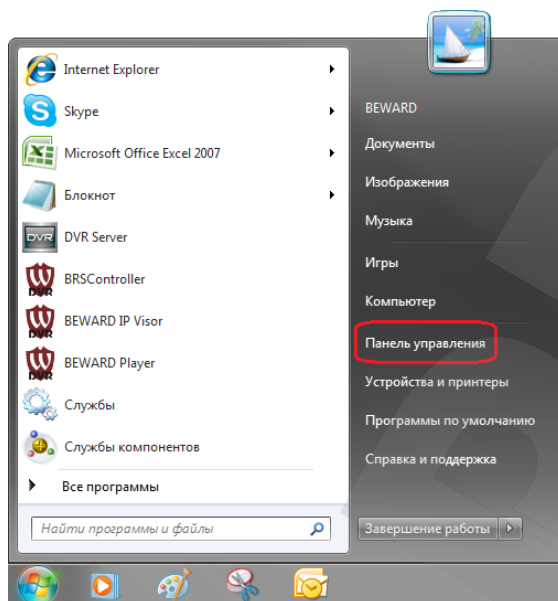 Internet Explorer
Skype
Microsoft Office Excel 2007
Блокнот
DVR Server
BRSController
BEWARD IP Visor
BEWARD Player
Службы
Службы компонентов
Все программы
Найти программы и файлы
BEWARD
Документы
Изображения
Музыка
Игры
Компьютер
Панель управления
Устройства и принтеры
Программы по умолчанию
Справка и поддержка
Завершение работы